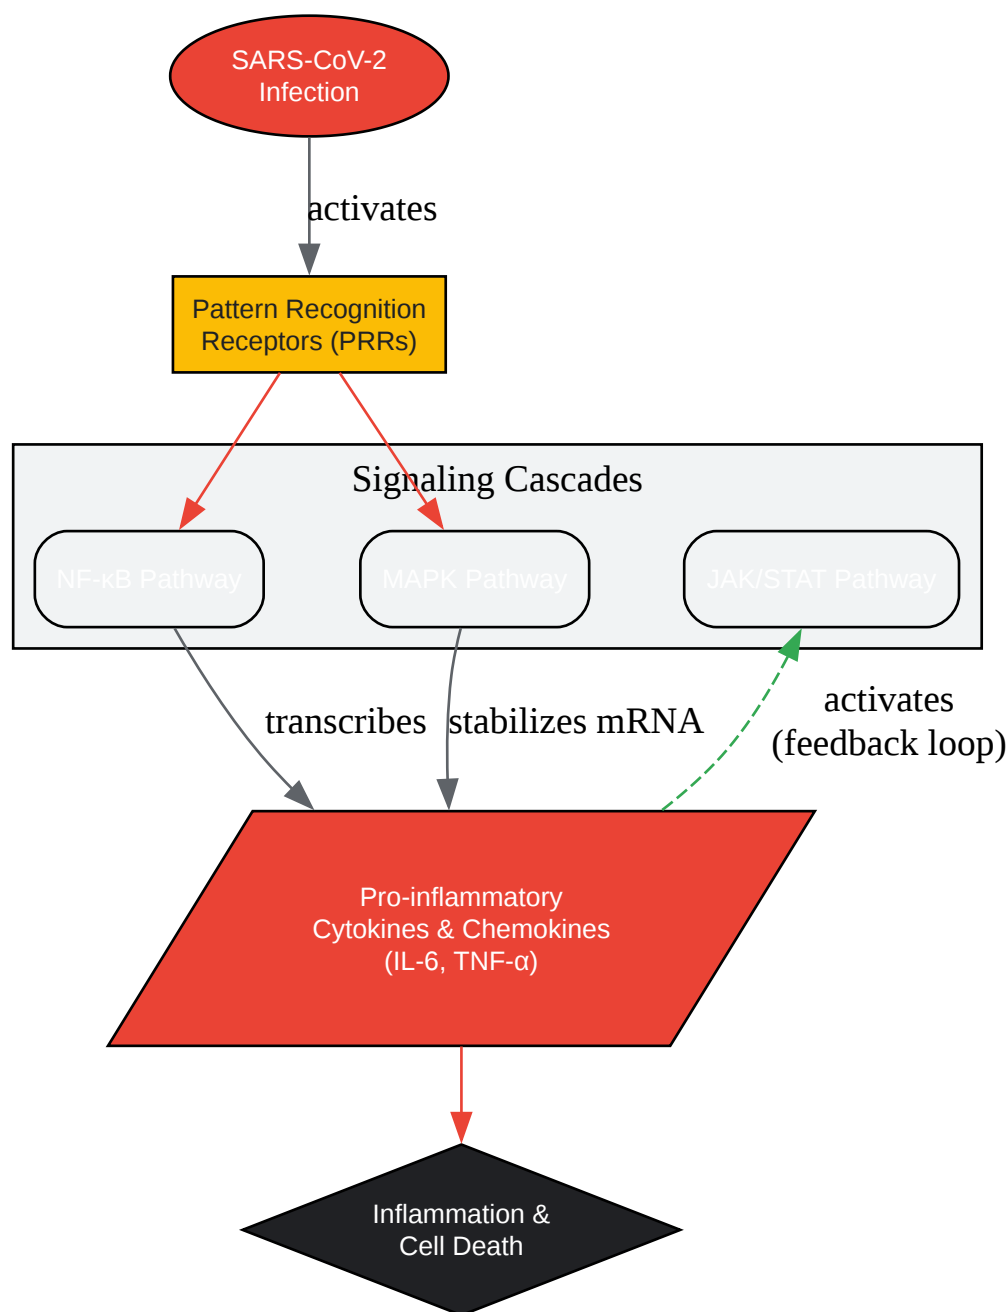 SARS-CoV-2
Infection
activates
Pattern Recognition
Receptors (PRRs)
Signaling Cascades
NF-κB Pathway
MAPK Pathway
JAK/STAT Pathway
transcribes
stabilizes mRNA
activates
(feedback loop)
Pro-inflammatory
Cytokines & Chemokines
(IL-6, TNF-α)
Inflammation &
Cell Death